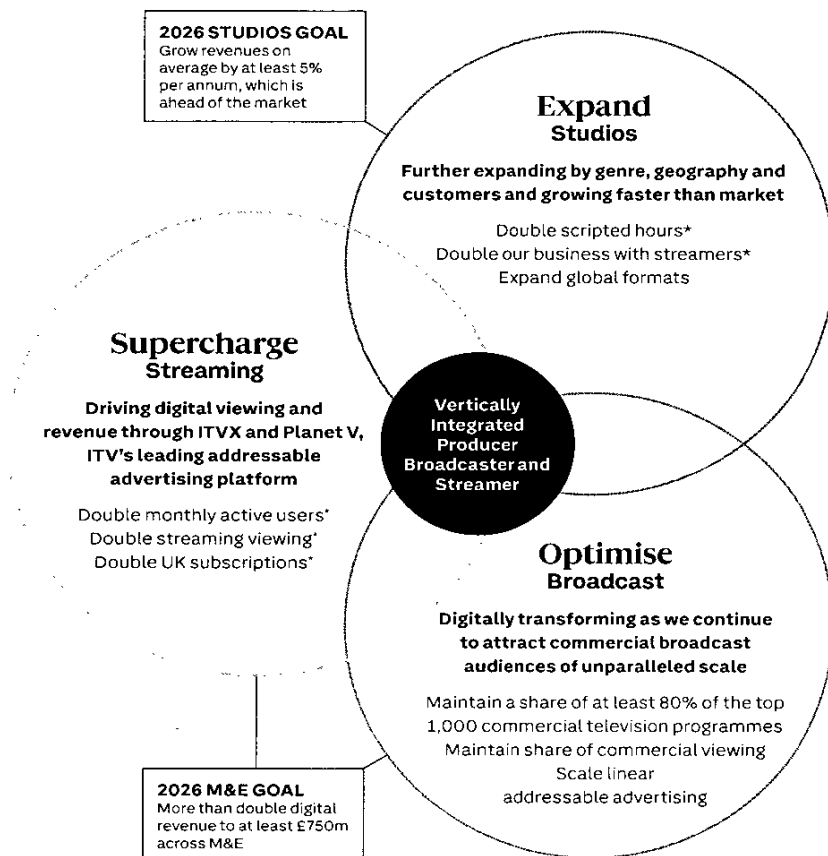 2026 STUDIOS GOAL
Grow revenues on
average by at least 5%
per annum, which is
ahead of the market
Expand
Studios
Further expanding by genre, geography and
customers and growing faster than market
Double scripted hours*
Double our business with streamers*
Expand global formats
Supercharge
Streaming
Driving digital viewing and
revenue through ITVX and Planet V,
ITV's leading addressable
advertising platform
Double monthly active users*
Double streaming viewing*
Double UK subscriptions*
Vertically
Integrated
Producer
Broadcaster and
Streamer
Optimise
Broadcast
Digitally transforming as we continue
to attract commercial broadcast
audiences of unparalleled scale
Maintain a share of at least 80% of the top
1,000 commercial television programmes
Maintain share of commercial viewing
Scale linear
addressable advertising
2026 M&E GOAL
More than double digital
revenue to at least £750m
across M&E